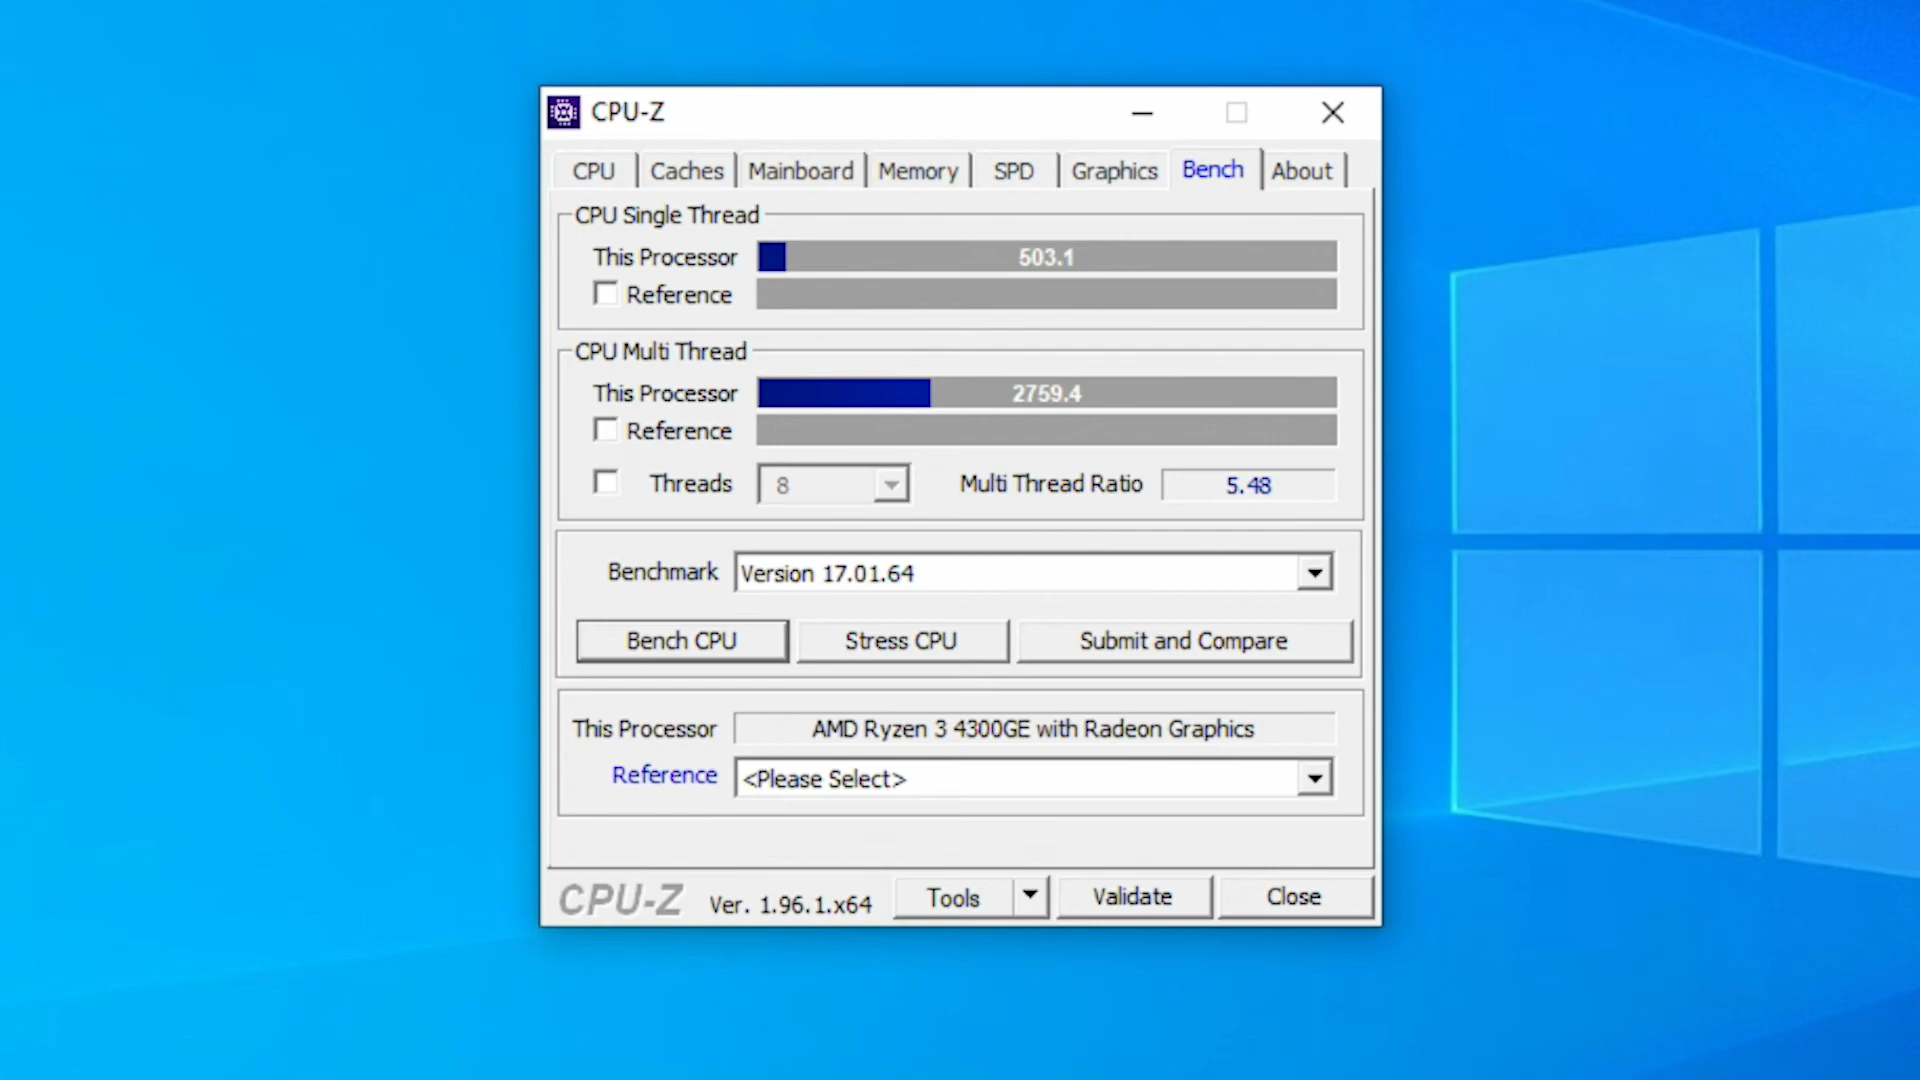 CPU-Z
CPU Caches Mainboard Memory SPD Graphics Bench About
CPU Single Thread
This Processor 503.1
Reference
CPU Multi Thread
This Processor 2759.4
Reference
Threads 8 Multi Thread Ratio 5.48
Benchmark Version 17.01.64
Bench CPU Stress CPU Submit and Compare
This Processor AMD Ryzen 3 4300GE with Radeon Graphics
Reference <Please Select>
CPU-Z Ver. 1.96.1.x64 Tools Validate Close